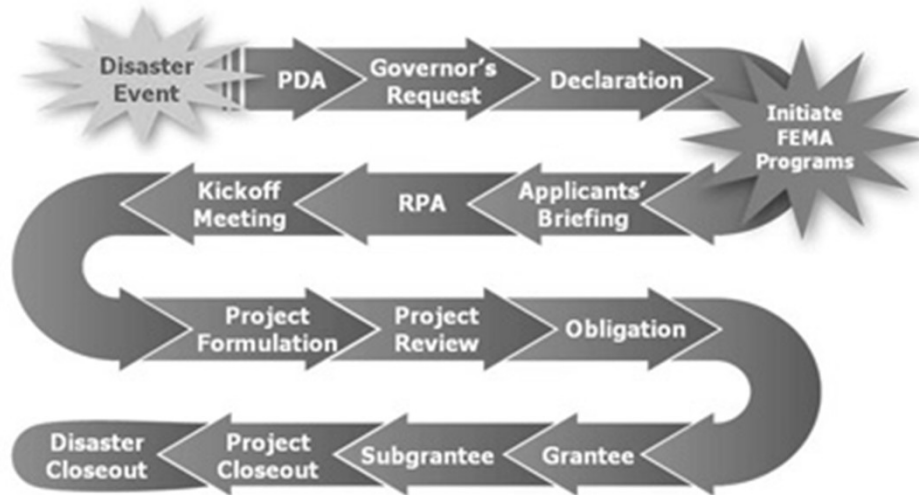 Disaster
Event
PDA
Governor's
Request
Declaration
Initiate
FEMA
Programs
Applicants'
Briefing
RPA
Kickoff
Meeting
Project
Formulation
Project
Review
Obligation
Grantee
Subgrantee
Project
Closeout
Disaster
Closeout